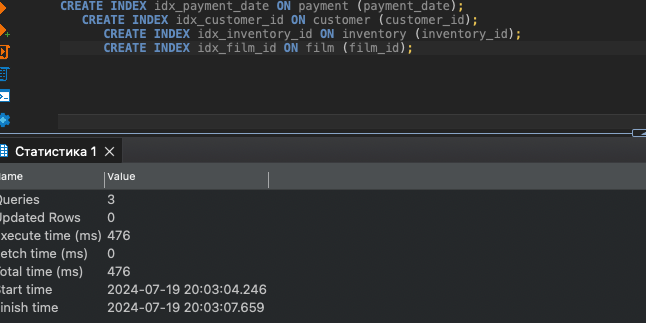 CREATE INDEX idx_payment_date ON payment (payment_date);
CREATE INDEX idx_customer_id ON customer (customer_id);
CREATE INDEX idx_inventory_id ON inventory (inventory_id);
CREATE INDEX idx_film_id ON film (film_id);
Статистика 1
ame Value
Queries 3
Updated Rows 0
xecute time (ms) 476
etch time (ms) 0
otal time (ms) 476
tart time 2024-07-19 20:03:04.246
inish time 2024-07-19 20:03:07.659